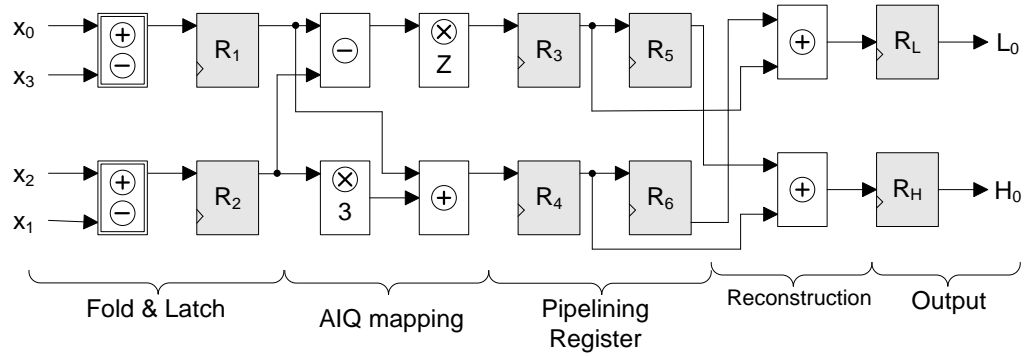 x0
x3
+
−
R1
−
×
Z
R3
R5
+
RL
L0
x2
x1
+
−
R2
×
3
+
R4
R6
+
RH
H0
Fold & Latch
AIQ mapping
Pipelining
Register
Reconstruction
Output